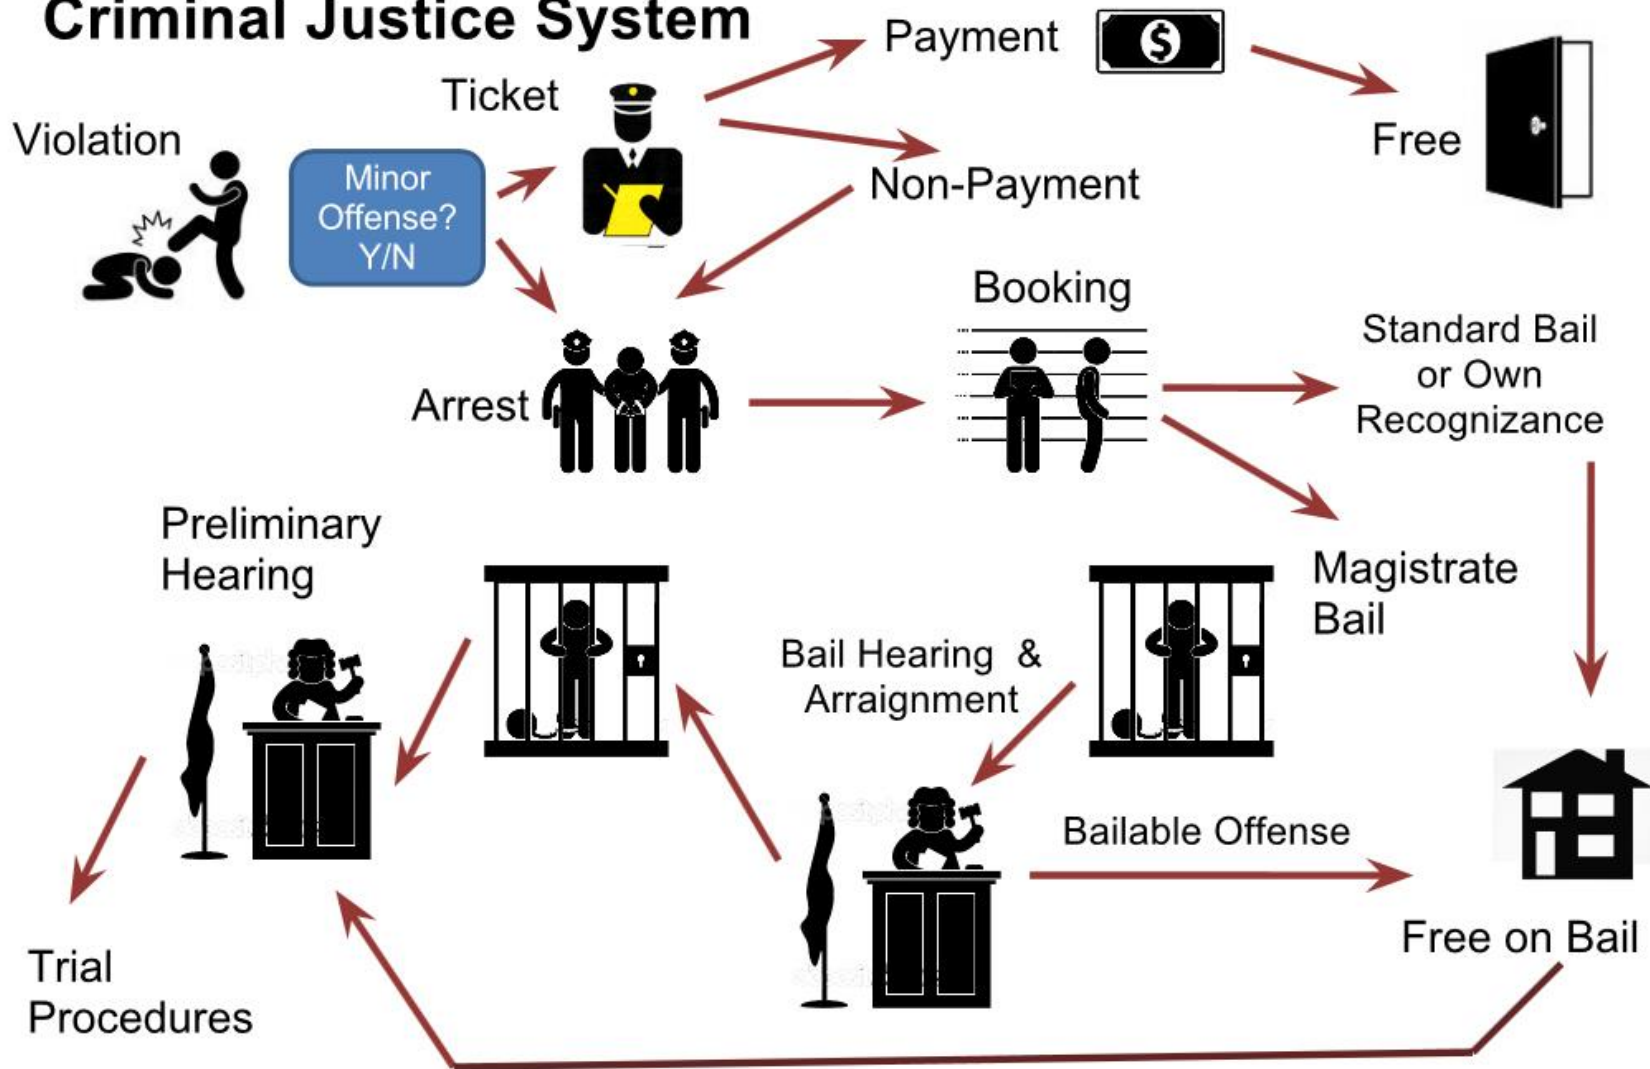 Criminal Justice System
Payment
$
Ticket
Violation
Free
Minor
Offense?
Y/N
Non-Payment
Booking
Standard Bail
or Own
Recognizance
Arrest
Preliminary
Hearing
Magistrate
Bail
Bail Hearing &
Arraignment
Bailable Offense
Free on Bail
Trial
Procedures